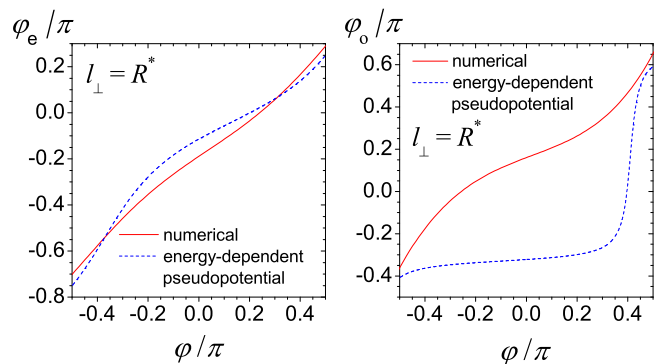 φe/π
0.2
0.0
-0.2
-0.4
-0.6
-0.8
l⊥ = R*
numerical
energy-dependent
pseudopotential
-0.4 -0.2 0.0 0.2 0.4
φ/π
φo/π
0.6
0.4
0.2
0.0
-0.2
-0.4
numerical
energy-dependent
pseudopotential
l⊥ = R*
-0.4 -0.2 0.0 0.2 0.4
φ/π